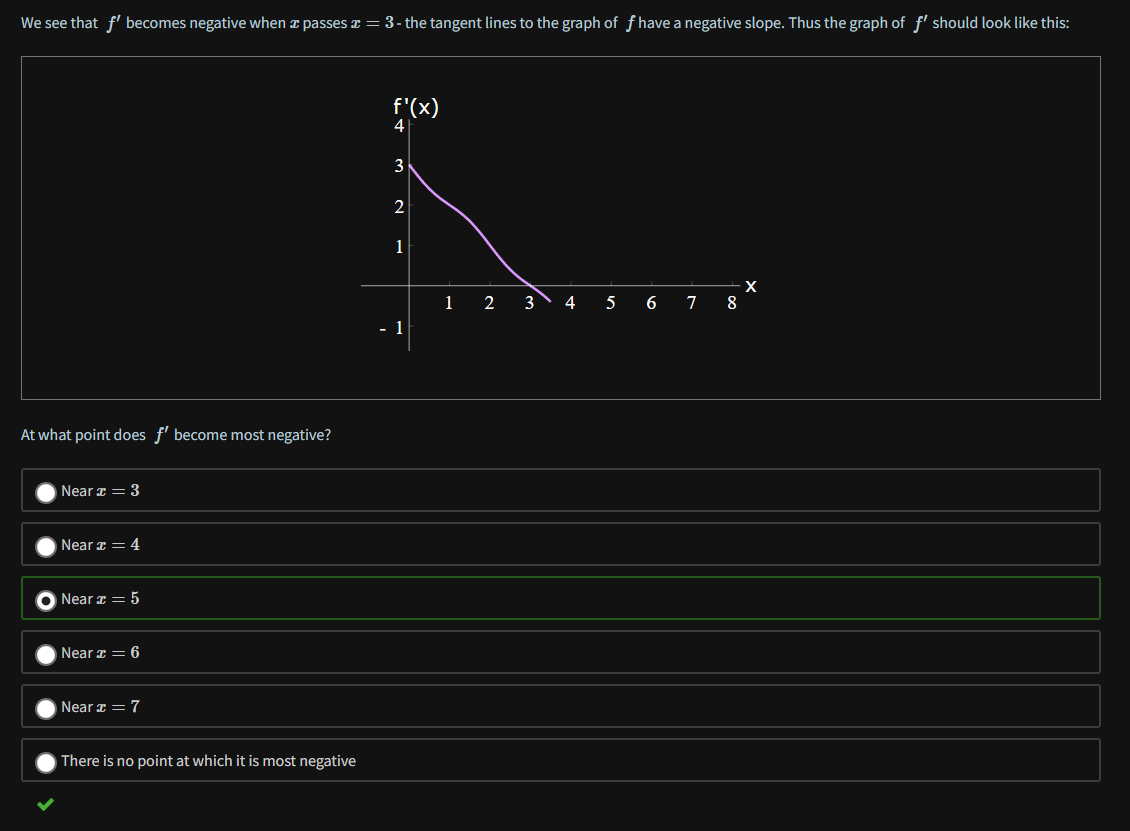 We see that f′ becomes negative when x passes x = 3 - the tangent lines to the graph of f have a negative slope. Thus the graph of f′ should look like this:
f'(x)
4
3
2
1
x
1 2 3 4 5 6 7 8
- 1
At what point does f′ become most negative?
Near x = 3
Near x = 4
Near x = 5
Near x = 6
Near x = 7
There is no point at which it is most negative